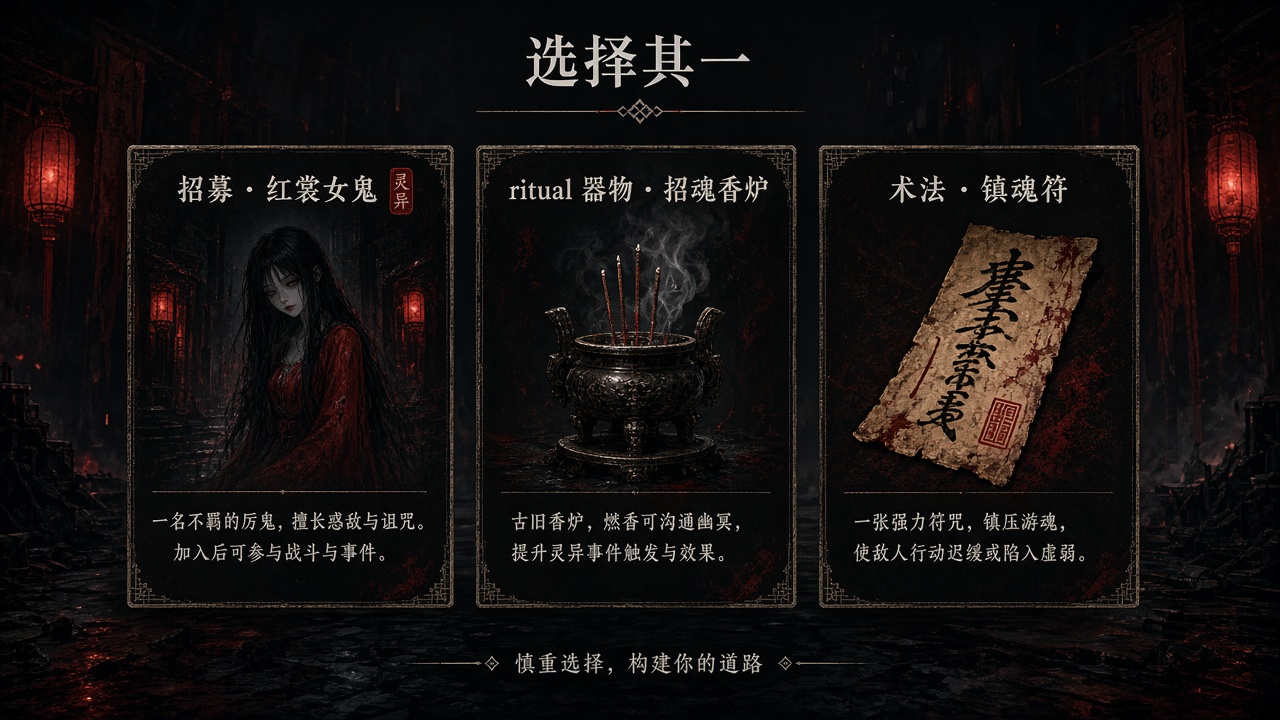 选择其一
招募·红裳女鬼
灵异
一名不羁的厉鬼，擅长惑敌与诅咒。
加入后可参与战斗与事件。
ritual 器物·招魂香炉
古旧香炉，燃香可沟通幽冥，
提升灵异事件触发与效果。
术法·镇魂符
一张强力符咒，镇压游魂，
使敌人行动迟缓或陷入虚弱。
慎重选择，构建你的道路